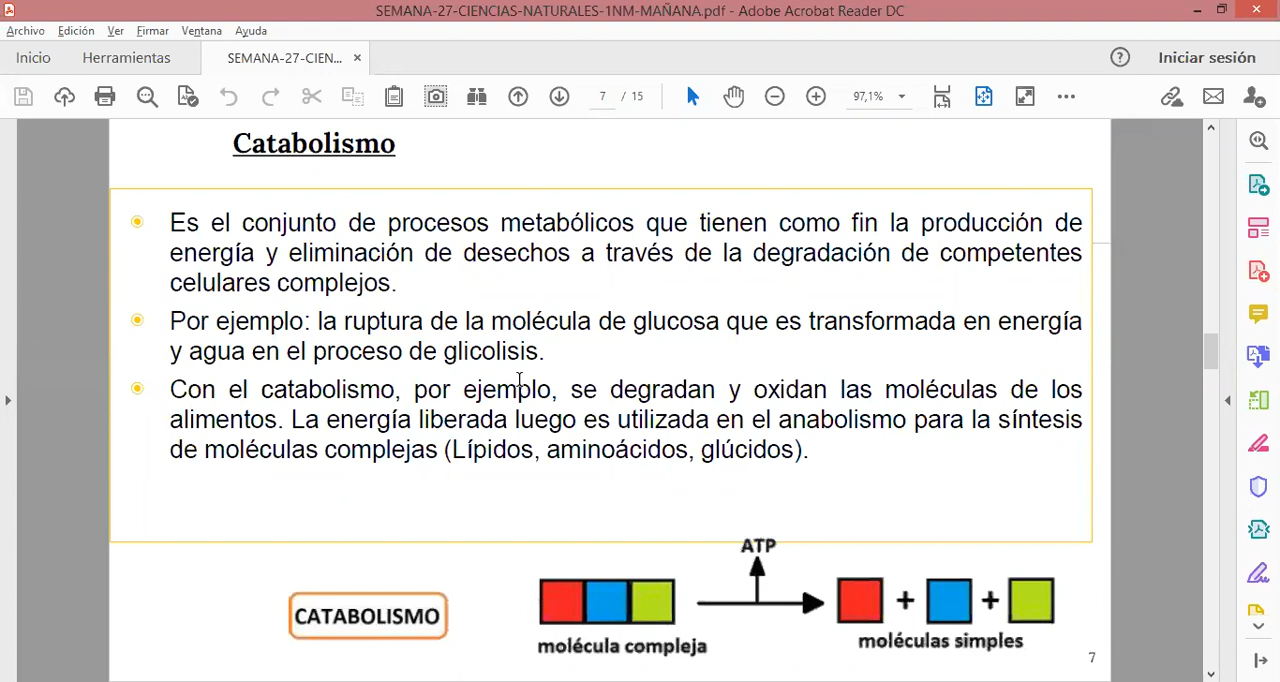 SEMANA-27-CIENCIAS-NATURALES-1NM-MAÑANA.pdf - Adobe Acrobat Reader DC
Archivo Edición Ver Firmar Ventana Ayuda
Inicio Herramientas SEMANA-27-CIEN... × Iniciar sesión
7 / 15 97,1%
Catabolismo
Es el conjunto de procesos metabólicos que tienen como fin la producción de
energía y eliminación de desechos a través de la degradación de competentes
celulares complejos.
Por ejemplo: la ruptura de la molécula de glucosa que es transformada en energía
y agua en el proceso de glicolisis.
Con el catabolismo, por ejemplo, se degradan y oxidan las moléculas de los
alimentos. La energía liberada luego es utilizada en el anabolismo para la síntesis
de moléculas complejas (Lípidos, aminoácidos, glúcidos).
ATP
CATABOLISMO
+ +
molécula compleja
moléculas simples
7